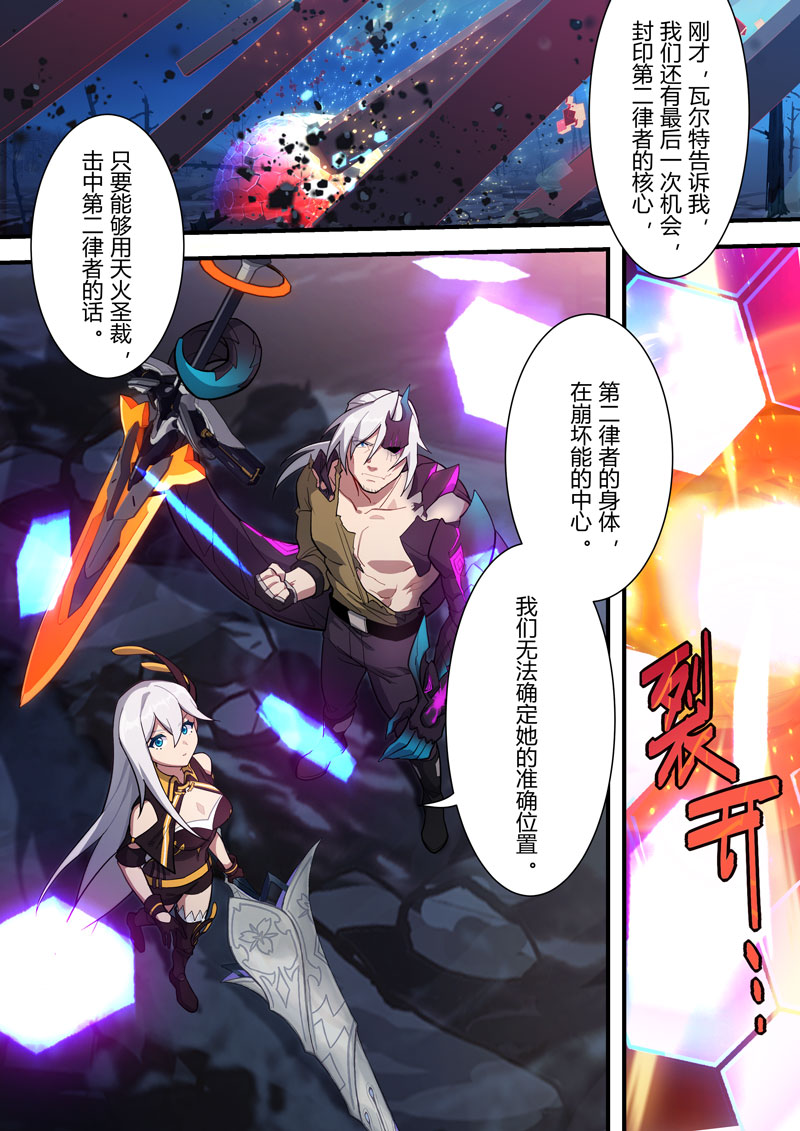 刚才，瓦尔特告诉我，
我们还有最后一次机会，
封印第二律者的核心，
只要能够用天火圣裁，
击中第二律者的话。
第二律者的身体，
在崩坏能的中心。
我们无法确定她的准确位置。
裂开……